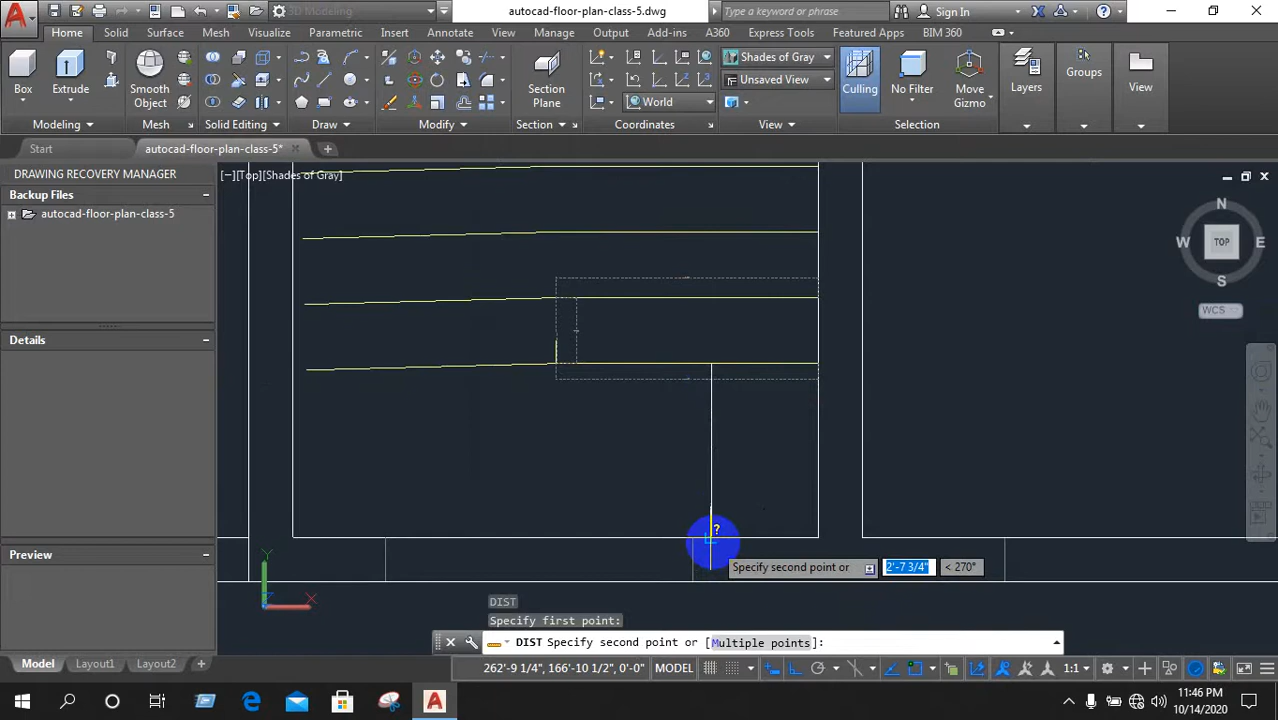 3D Modeling
autocad-floor-plan-class-5.dwg
Type a keyword or phrase
Sign In
Home Solid Surface Mesh Visualize Parametric Insert Annotate View Manage Output Add-ins A360 Express Tools Featured Apps BIM 360
Box Extrude Smooth Object Section Plane World Shades of Gray Unsaved View Culling No Filter Move Gizmo Layers Groups View
Modeling Mesh Solid Editing Draw Modify Section Coordinates View Selection
Start autocad-floor-plan-class-5*
DRAWING RECOVERY MANAGER
[−][Top][Shades of Gray]
Backup Files
autocad-floor-plan-class-5
N
W TOP E
S
WCS
Details
Preview
Y
X
?
Specify second point or 2'-7 3/4" < 270°
DIST
Specify first point:
DIST Specify second point or [Multiple points]:
Model Layout1 Layout2
262'-9 1/4", 166'-10 1/2", 0'-0" MODEL 1:1
11:46 PM
10/14/2020